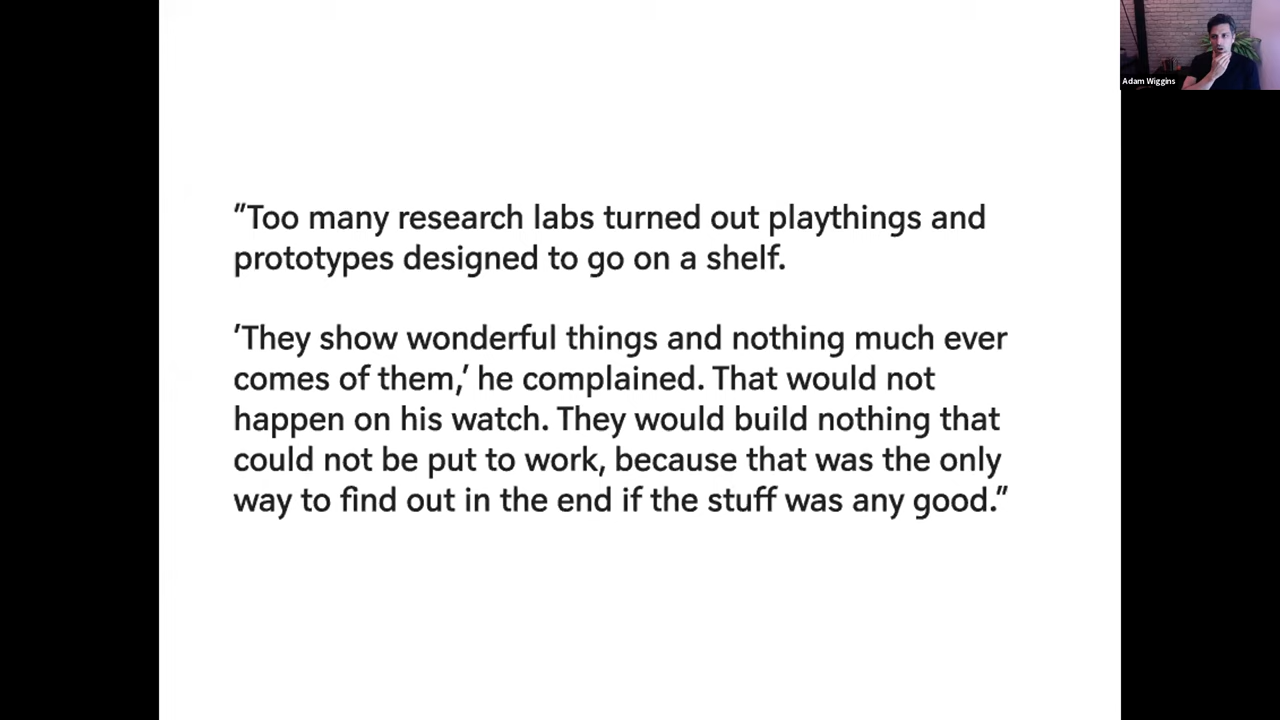 "Too many research labs turned out playthings and
prototypes designed to go on a shelf.
'They show wonderful things and nothing much ever
comes of them,' he complained. That would not
happen on his watch. They would build nothing that
could not be put to work, because that was the only
way to find out in the end if the stuff was any good."
Adam Wiggins